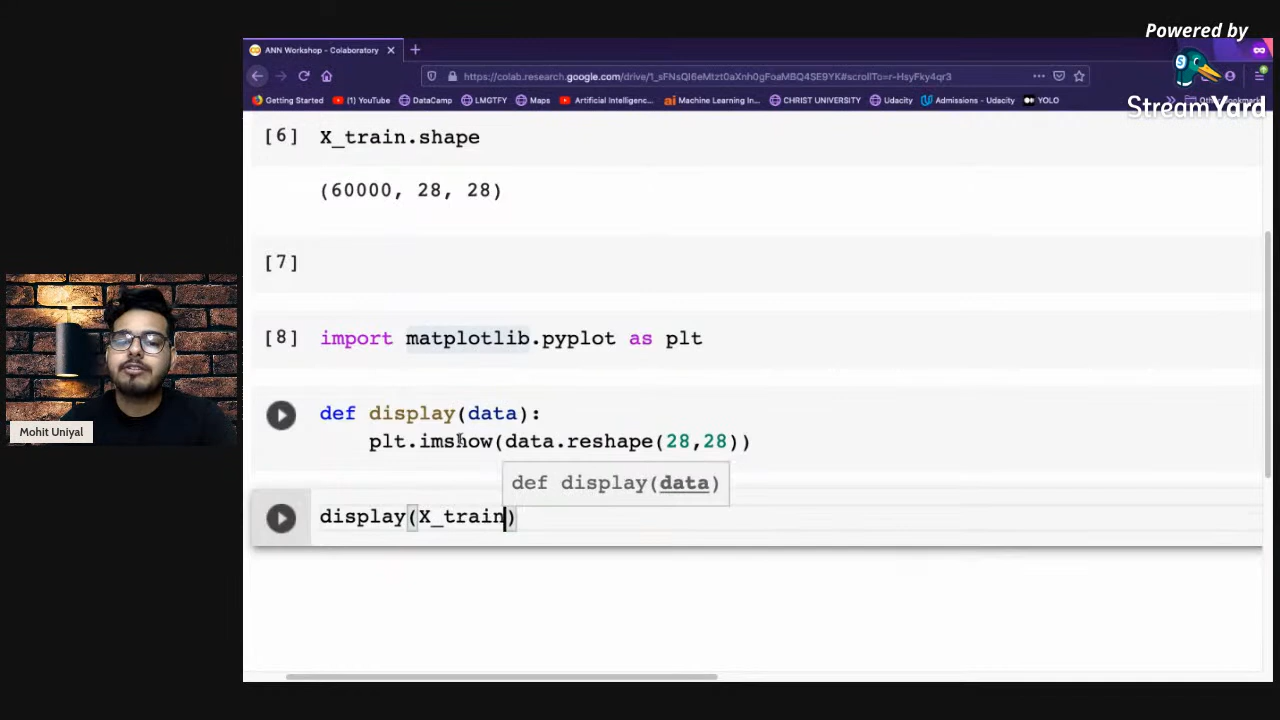 Powered by
StreamYard
ANN Workshop - Colaboratory
https://colab.research.google.com/drive/1_sFNsQI6eMtzt0aXnh0gFoaMBQ4SE9YK#scrollTo=r-HsyFky4qr3
Getting Started (1) YouTube DataCamp LMGTFY Maps Artificial Intelligenc... Machine Learning In... CHRIST UNIVERSITY Udacity Admissions - Udacity YOLO
[6] X_train.shape
(60000, 28, 28)
[7]
[8] import matplotlib.pyplot as plt
def display(data):
plt.imshow(data.reshape(28,28))
def display(data)
display(X_train)
Mohit Uniyal